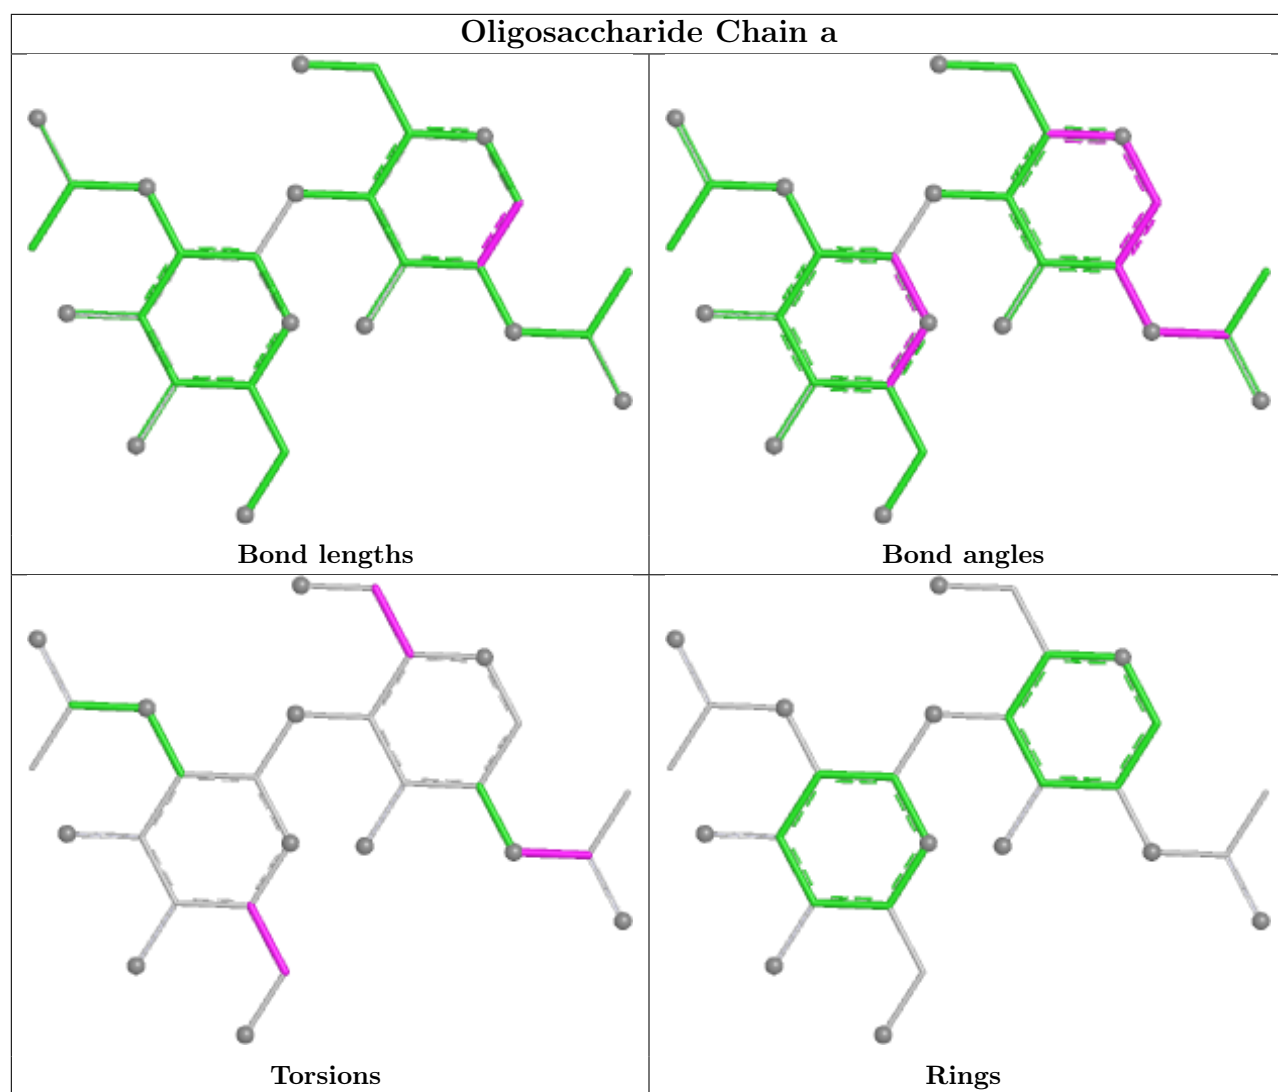 Oligosaccharide Chain a
Bond lengths
Bond angles
Torsions
Rings